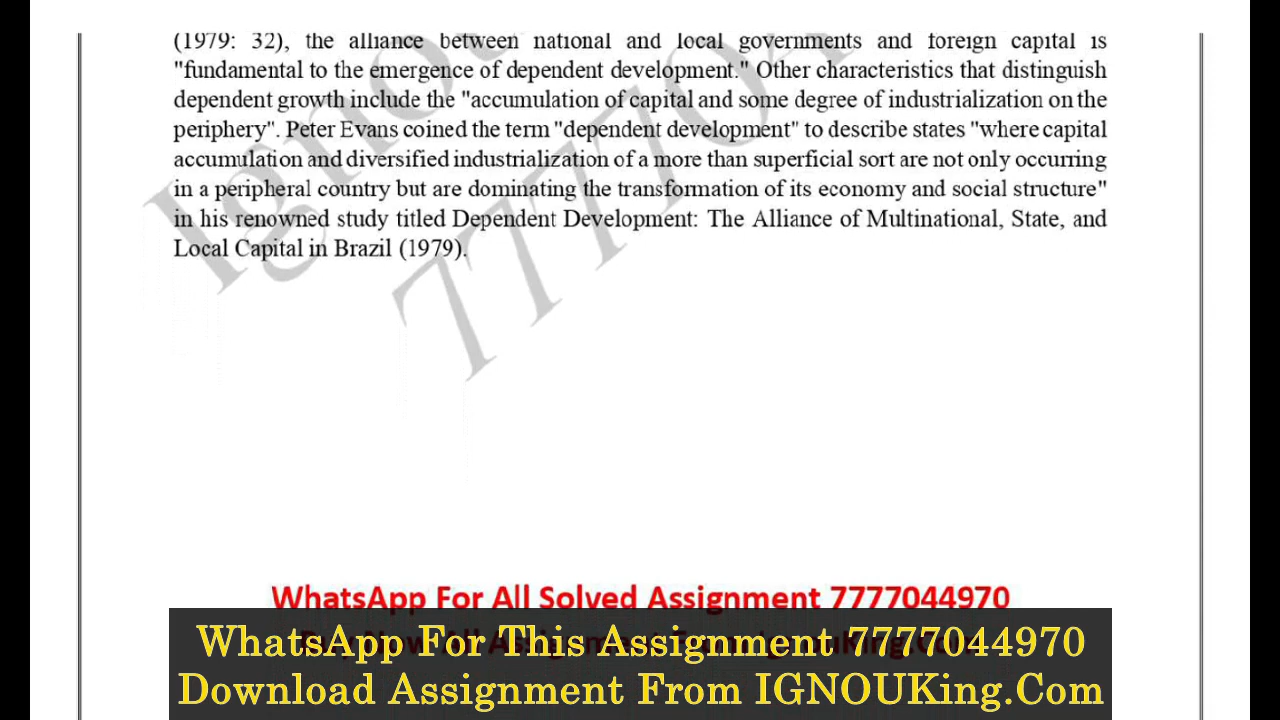 (1979: 32), the alliance between national and local governments and foreign capital is
"fundamental to the emergence of dependent development." Other characteristics that distinguish
dependent growth include the "accumulation of capital and some degree of industrialization on the
periphery". Peter Evans coined the term "dependent development" to describe states "where capital
accumulation and diversified industrialization of a more than superficial sort are not only occurring
in a peripheral country but are dominating the transformation of its economy and social structure"
in his renowned study titled Dependent Development: The Alliance of Multinational, State, and
Local Capital in Brazil (1979).
WhatsApp For All Solved Assignment 7777044970
WhatsApp For This Assignment 7777044970
Download Assignment From IGNOUKing.Com